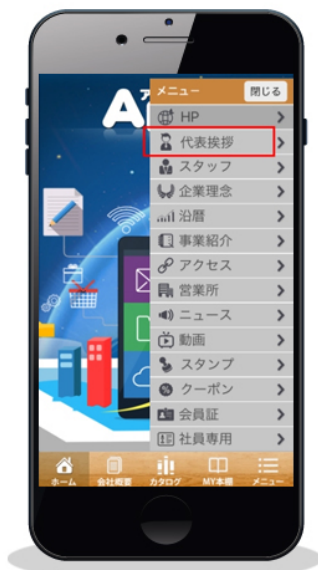 A
メニュー
閉じる
HP
代表挨拶
スタッフ
企業理念
沿暦
事業紹介
アクセス
営業所
ニュース
動画
スタンプ
クーポン
会員証
社員専用
ホーム 会社概要 カタログ MY本棚 メニュー